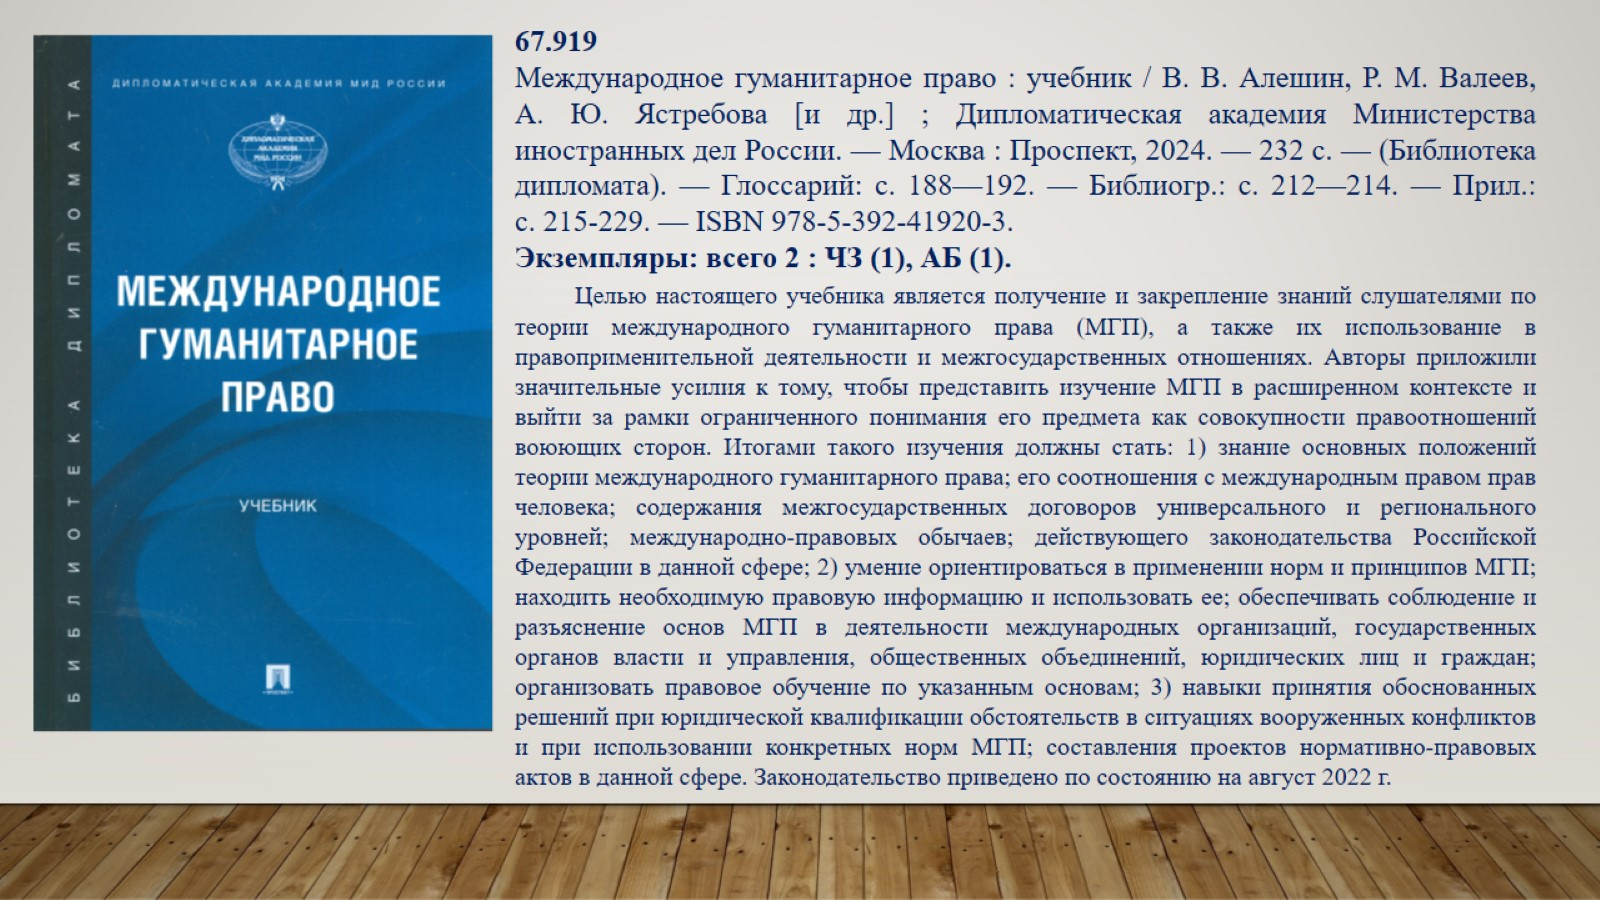 ДИПЛОМАТИЧЕСКАЯ АКАДЕМИЯ МИД РОССИИ
ДИПЛОМАТИЧЕСКАЯ
АКАДЕМИЯ
МИД РОССИИ
БИБЛИОТЕКА ДИПЛОМАТА
МЕЖДУНАРОДНОЕ
ГУМАНИТАРНОЕ
ПРАВО
УЧЕБНИК
67.919
Международное гуманитарное право : учебник / В. В. Алешин, Р. М. Валеев,
А. Ю. Ястребова [и др.] ; Дипломатическая академия Министерства
иностранных дел России. — Москва : Проспект, 2024. — 232 с. — (Библиотека
дипломата). — Глоссарий: с. 188—192. — Библиогр.: с. 212—214. — Прил.:
с. 215-229. — ISBN 978-5-392-41920-3.
Экземпляры: всего 2 : ЧЗ (1), АБ (1).
Целью настоящего учебника является получение и закрепление знаний слушателями по
теории международного гуманитарного права (МГП), а также их использование в
правоприменительной деятельности и межгосударственных отношениях. Авторы приложили
значительные усилия к тому, чтобы представить изучение МГП в расширенном контексте и
выйти за рамки ограниченного понимания его предмета как совокупности правоотношений
воюющих сторон. Итогами такого изучения должны стать: 1) знание основных положений
теории международного гуманитарного права; его соотношения с международным правом прав
человека; содержания межгосударственных договоров универсального и регионального
уровней; международно-правовых обычаев; действующего законодательства Российской
Федерации в данной сфере; 2) умение ориентироваться в применении норм и принципов МГП;
находить необходимую правовую информацию и использовать ее; обеспечивать соблюдение и
разъяснение основ МГП в деятельности международных организаций, государственных
органов власти и управления, общественных объединений, юридических лиц и граждан;
организовать правовое обучение по указанным основам; 3) навыки принятия обоснованных
решений при юридической квалификации обстоятельств в ситуациях вооруженных конфликтов
и при использовании конкретных норм МГП; составления проектов нормативно-правовых
актов в данной сфере. Законодательство приведено по состоянию на август 2022 г.